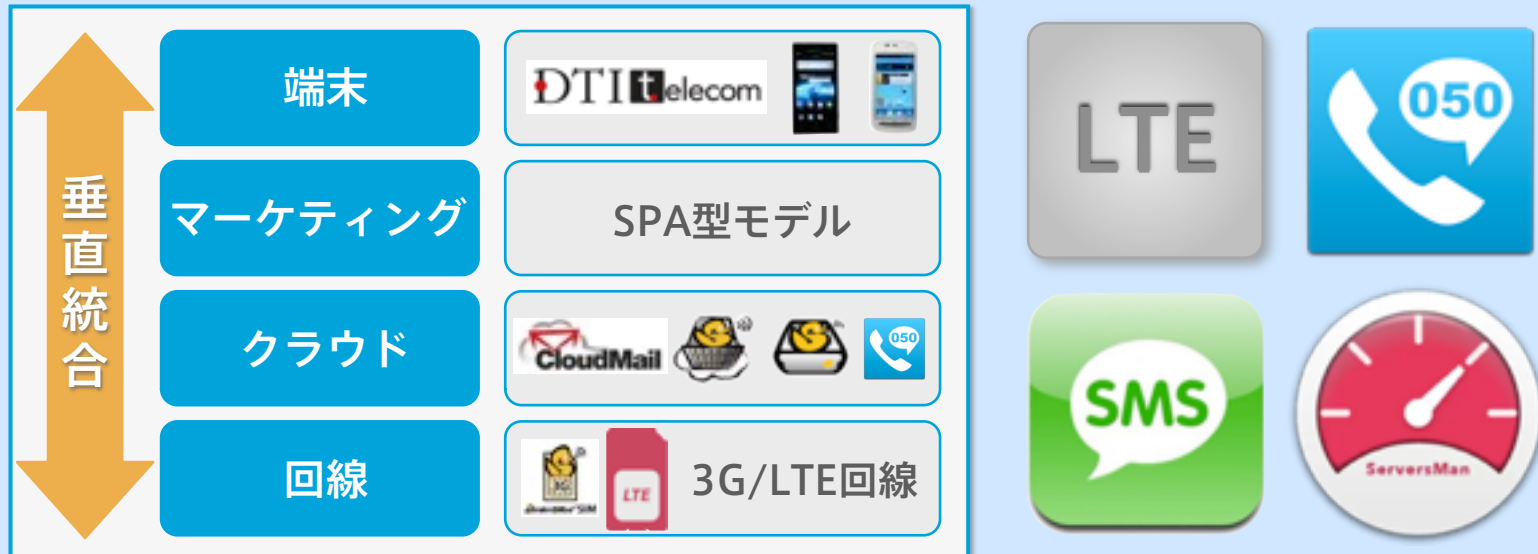 垂直統合
端末
DTI telecom
マーケティング
SPA型モデル
クラウド
CloudMail
050
回線
3G
LTE
3G/LTE回線
LTE
050
SMS
ServersMan